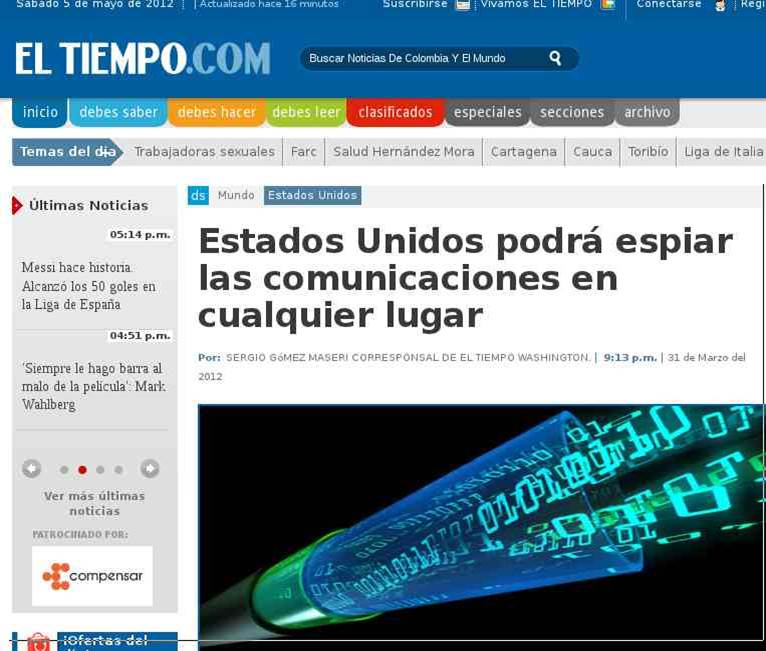 Sábado 5 de mayo de 2012 | Actualizado hace 16 minutos Suscribirse Vivamos EL TIEMPO Conectarse
EL TIEMPO.COM
Buscar Noticias De Colombia Y El Mundo
inicio debes saber debes hacer debes leer clasificados especiales secciones archivo
Temas del día Trabajadoras sexuales Farc Salud Hernández Mora Cartagena Cauca Toribío Liga de Italia
Últimas Noticias
05:14 p.m.
Messi hace historia.
Alcanzó los 50 goles en
la Liga de España
04:51 p.m.
'Siempre le hago barra al
malo de la película': Mark
Wahlberg
Ver más últimas
noticias
PATROCINADO POR:
compensar
¡Ofertas del
ds Mundo Estados Unidos
Estados Unidos podrá espiar
las comunicaciones en
cualquier lugar
Por: SERGIO GóMEZ MASERI CORRESPONSAL DE EL TIEMPO WASHINGTON. | 9:13 p.m. | 31 de Marzo del
2012